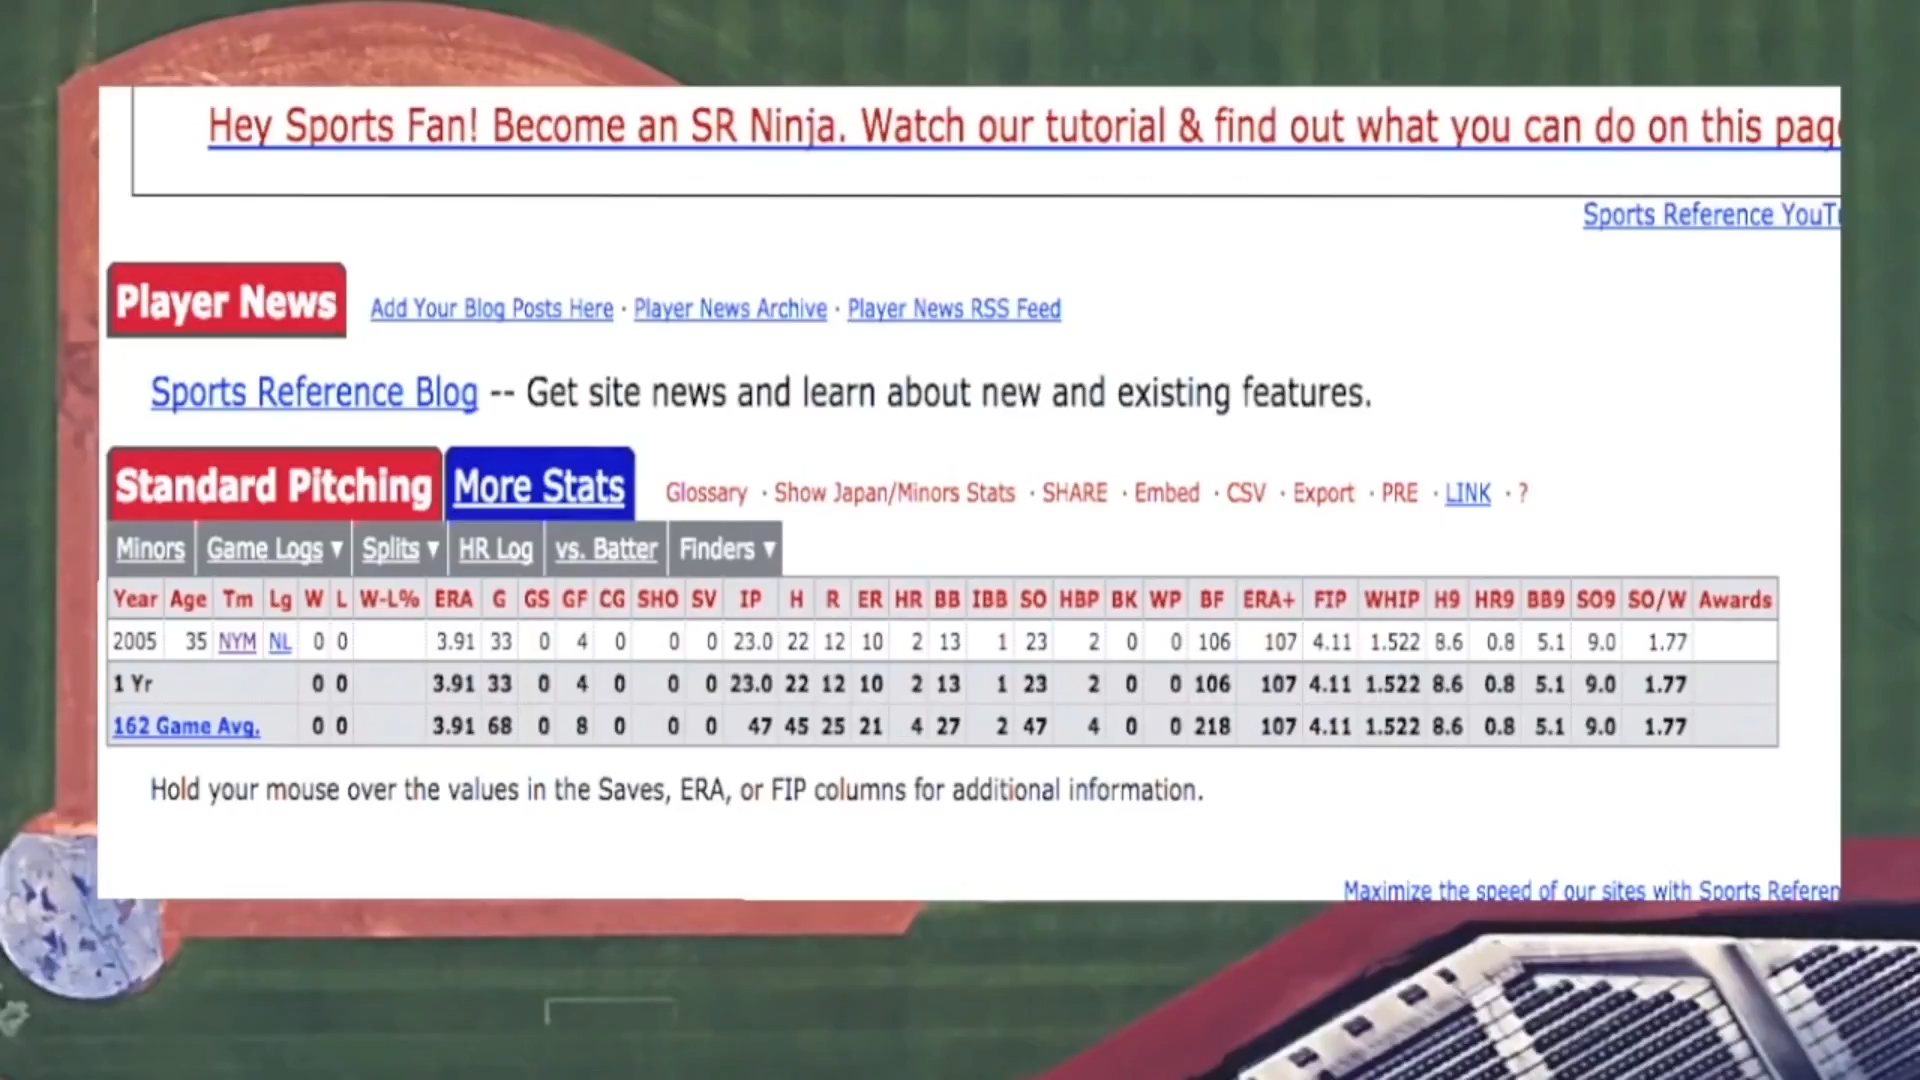 Hey Sports Fan! Become an SR Ninja. Watch our tutorial & find out what you can do on this page
Sports Reference YouTu
Player News Add Your Blog Posts Here · Player News Archive · Player News RSS Feed
Sports Reference Blog -- Get site news and learn about new and existing features.
Standard Pitching More Stats Glossary · Show Japan/Minors Stats · SHARE · Embed · CSV · Export · PRE · LINK · ?
Minors Game Logs ▼ Splits ▼ HR Log vs. Batter Finders ▼
Year Age Tm Lg W L W-L% ERA G GS GF CG SHO SV IP H R ER HR BB IBB SO HBP BK WP BF ERA+ FIP WHIP H9 HR9 BB9 SO9 SO/W Awards
2005 35 NYM NL 0 0 3.91 33 0 4 0 0 0 23.0 22 12 10 2 13 1 23 2 0 0 106 107 4.11 1.522 8.6 0.8 5.1 9.0 1.77
1 Yr 0 0 3.91 33 0 4 0 0 0 23.0 22 12 10 2 13 1 23 2 0 0 106 107 4.11 1.522 8.6 0.8 5.1 9.0 1.77
162 Game Avg. 0 0 3.91 68 0 8 0 0 0 47 45 25 21 4 27 2 47 4 0 0 218 107 4.11 1.522 8.6 0.8 5.1 9.0 1.77
Hold your mouse over the values in the Saves, ERA, or FIP columns for additional information.
Maximize the speed of our sites with Sports Referen